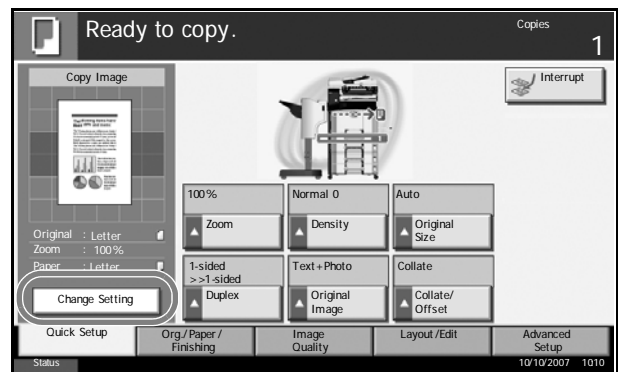 Ready to copy.
Copies
1
Copy Image
Interrupt
100%
Normal 0
Auto
Zoom
Density
Original
Size
Original : Letter
Zoom : 100%
Paper : Letter
1-sided
>>1-sided
Text+Photo
Collate
Duplex
Original
Image
Collate/
Offset
Change Setting
Quick Setup
Org./Paper/
Finishing
Image
Quality
Layout/Edit
Advanced
Setup
Status
10/10/2007 1010